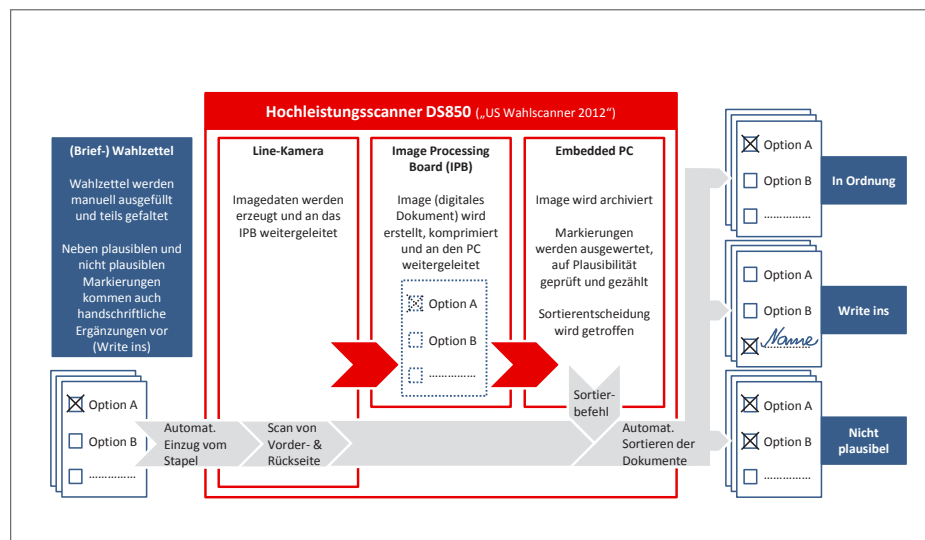 Hochleistungsscanner DS850 („US Wahlscanner 2012“)
(Brief-) Wahlzettel
Wahlzettel werden
manuell ausgefüllt
und teils gefaltet
Neben plausiblen und
nicht plausiblen
Markierungen
kommen auch
handschriftliche
Ergänzungen vor
(Write ins)
Option A
Option B
……………
Automat.
Einzug vom
Stapel
Line-Kamera
Imagedaten werden
erzeugt und an das
IPB weitergeleitet
Scan von
Vorder- &
Rückseite
Image Processing
Board (IPB)
Image (digitales
Dokument) wird
erstellt, komprimiert
und an den PC
weitergeleitet
Option A
Option B
……………
Embedded PC
Image wird archiviert
Markierungen
werden ausgewertet,
auf Plausibilität
geprüft und gezählt
Sortierentscheidung
wird getroffen
Sortier-
befehl
Automat.
Sortieren der
Dokumente
Option A
Option B
……………
In Ordnung
Option A
Option B
Name
……………
Write ins
Option A
Option B
……………
Nicht
plausibel